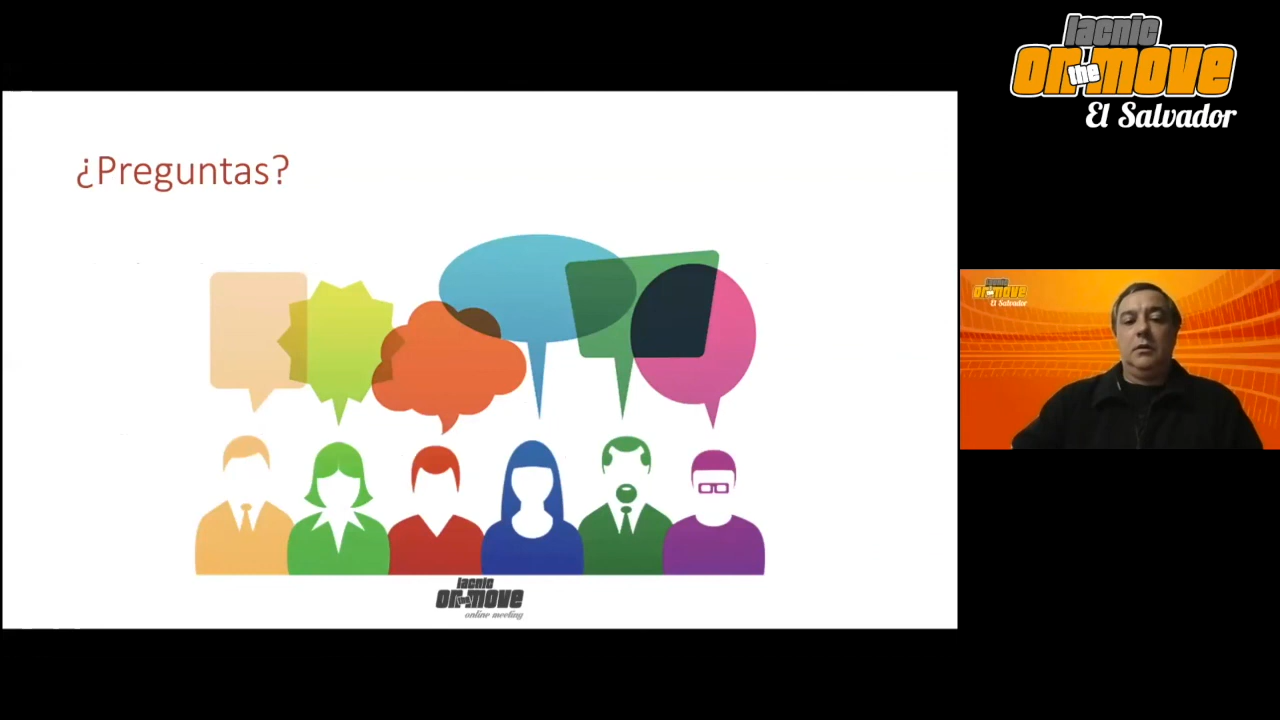 lacnic
on the move
El Salvador
¿Preguntas?
lacnic
on the move
El Salvador
lacnic
on the move
online meeting